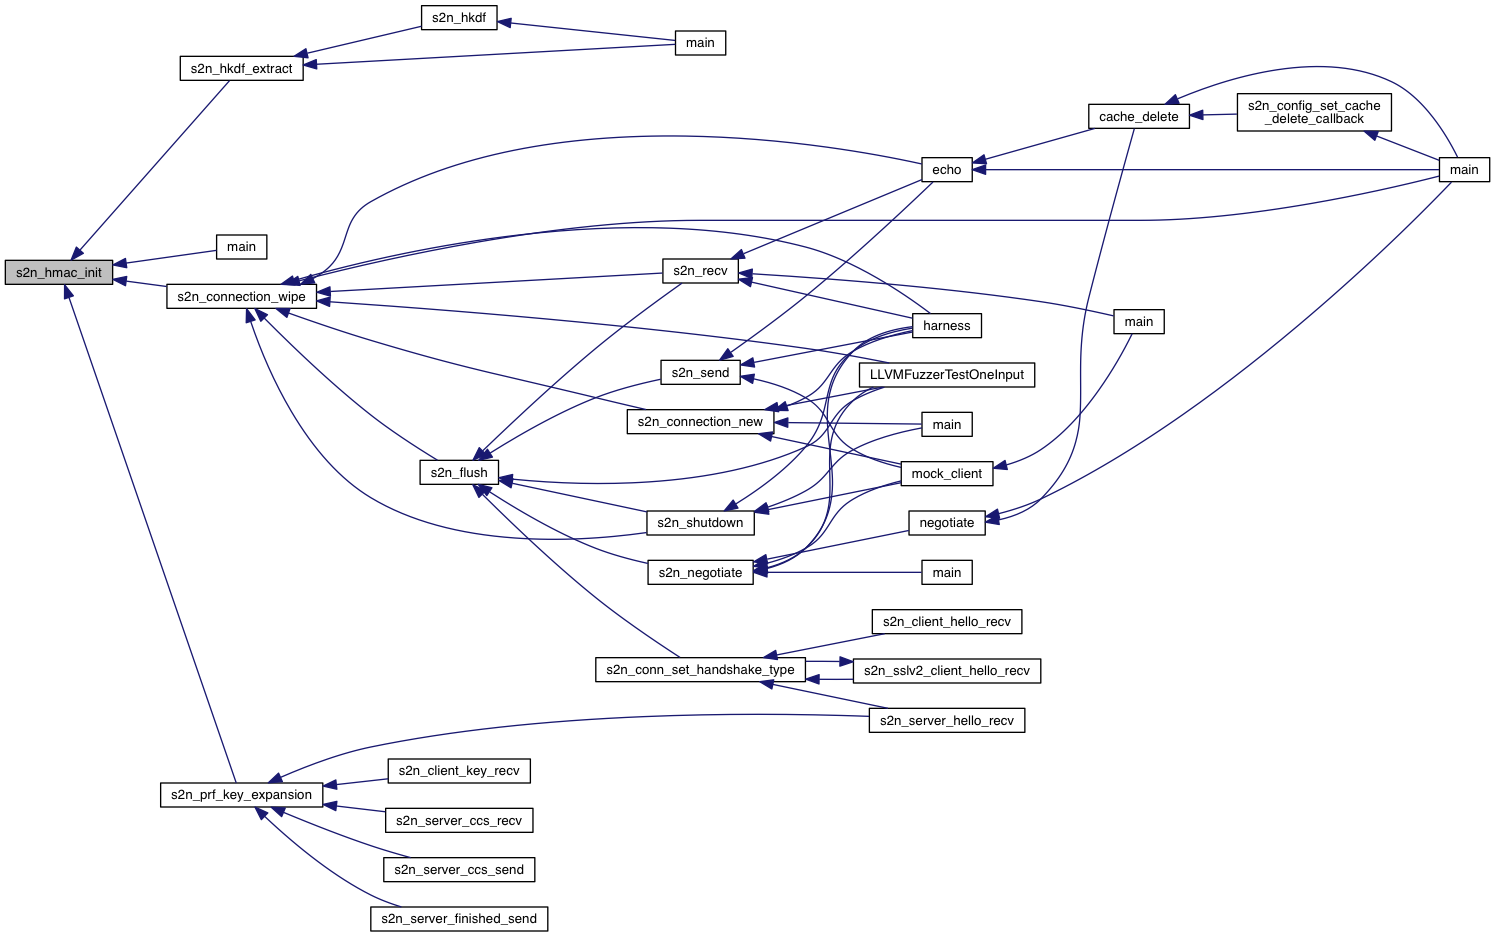 s2n_hkdf
main
s2n_hkdf_extract
s2n_config_set_cache
_delete_callback
cache_delete
echo
main
main
s2n_hmac_init
s2n_connection_wipe
s2n_recv
harness
main
s2n_send
LLVMFuzzerTestOneInput
s2n_connection_new
main
s2n_flush
mock_client
s2n_shutdown
negotiate
s2n_negotiate
main
s2n_client_hello_recv
s2n_conn_set_handshake_type
s2n_sslv2_client_hello_recv
s2n_server_hello_recv
s2n_client_key_recv
s2n_prf_key_expansion
s2n_server_ccs_recv
s2n_server_ccs_send
s2n_server_finished_send